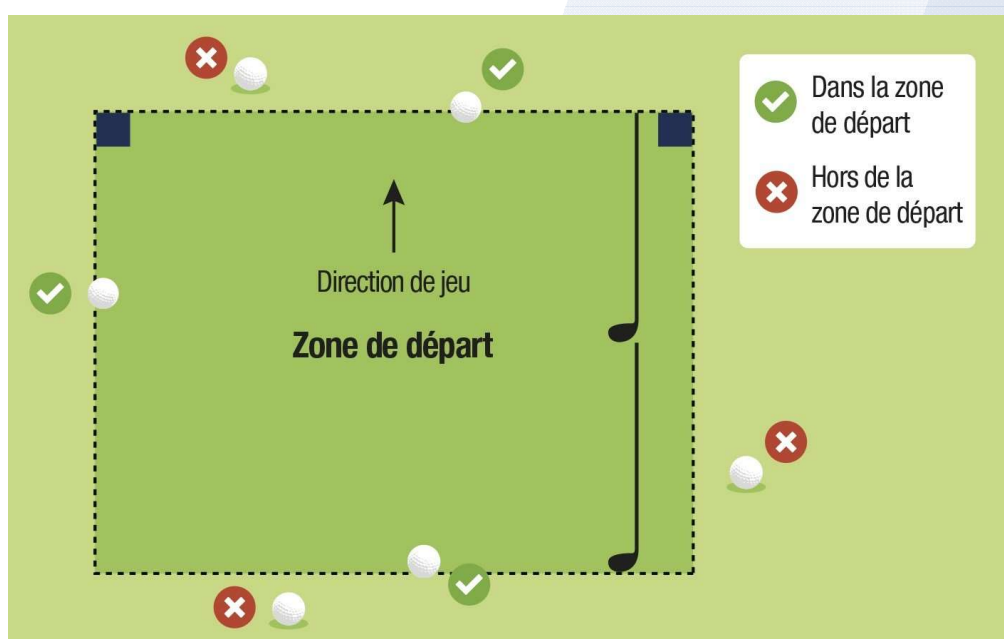 Dans la zone
de départ
Hors de la
zone de départ
Direction de jeu
Zone de départ